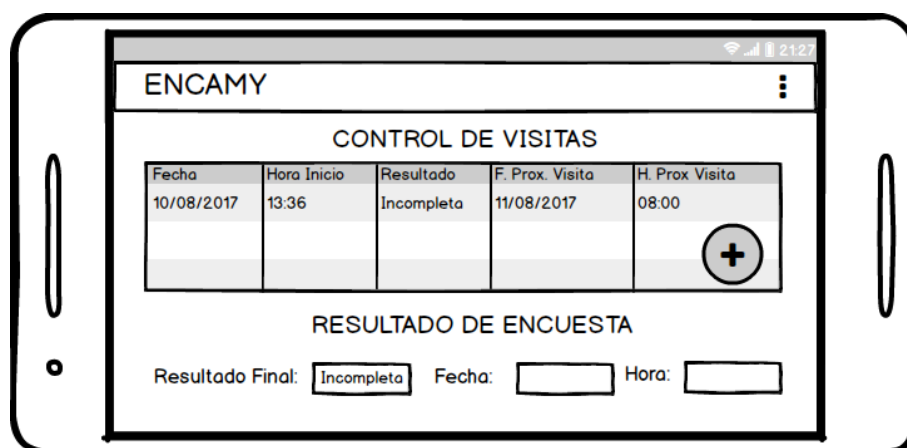 21:27
ENCAMY
CONTROL DE VISITAS
Fecha Hora Inicio Resultado F. Prox. Visita H. Prox Visita
10/08/2017 13:36 Incompleta 11/08/2017 08:00
RESULTADO DE ENCUESTA
Resultado Final: Incompleta Fecha: Hora: